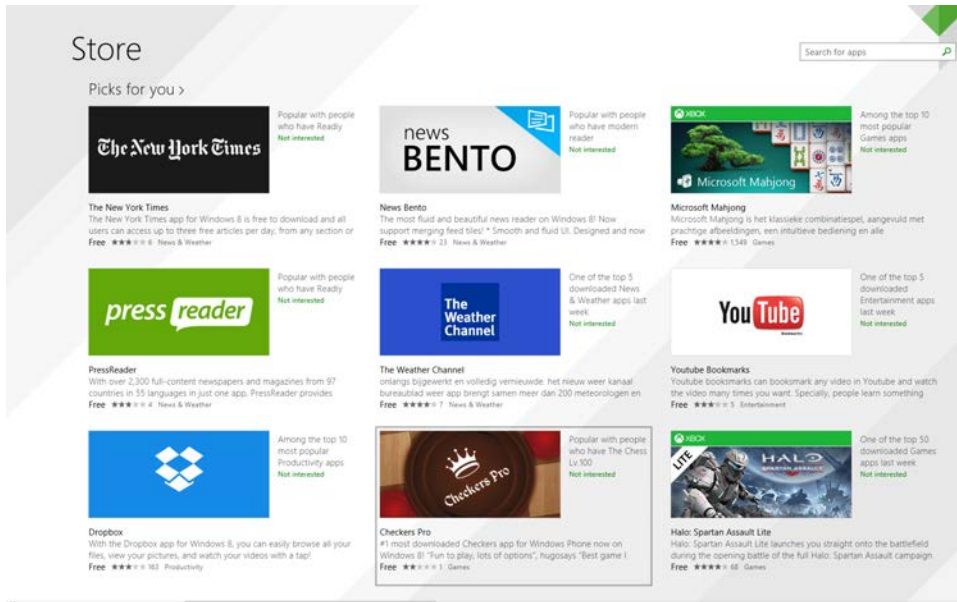 Store
Search for apps
Picks for you >
The New York Times
Popular with people
who have Ready
Not interested
The New York Times
The New York Times app for Windows 8 is free to download and all
users can access up to three free articles per day, from any section or
Free 6 News & Weather
news
BENTO
Popular with people
who have modern
reader
Not interested
News Bento
The most fluid and beautiful news reader on Windows 8! Now
support merging feed tiles! * Smooth and fluid UI. Designed and now
Free 23 News & Weather
XBOX
Microsoft Mahjong
Among the top 10
most popular
Games apps
Not interested
Microsoft Mahjong
Microsoft Mahjong is het klassieke combinatiespel, aangevuld met
prachtige afbeeldingen, een intuïtieve bediening en alle
Free 1,549 Games
press reader
Popular with people
who have Ready
Not interested
PressReader
With over 2,300 full-content newspapers and magazines from 97
countries in 55 languages in just one app. PressReader provides
Free 4 News & Weather
The
Weather
Channel
One of the top 5
downloaded News
& Weather apps last
week
Not interested
The Weather Channel
onlangs bijgewerkt en volledig vernieuwde. het nieuw weer kanaal
bureaublad weer app brengt samen meer dan 200 meteorologen en
Free 7 News & Weather
YouTube
Bookmarks
One of the top 5
downloaded
Entertainment apps
last week
Not interested
Youtube Bookmarks
Youtube booksmarks can bookmark any video in Youtube and watch
the video many times you want. Specially, people learn something
Free 5 Entertainment
Among the top 10
most popular
Productivity apps
Not interested
Dropbox
With the Dropbox app for Windows 8, you can easily browse all your
files, view your pictures, and watch your videos with a tap!
Free 163 Productivity
Checkers Pro
Popular with people
who have The Chess
Lv.100
Not interested
Checkers Pro
#1 most downloaded Checkers app for Windows Phone now on
Windows 8! "Fun to play, lots of options", hugosays "Best game I
Free 1 Games
XBOX
LITE
HALO
SPARTAN ASSAULT
One of the top 50
downloaded Games
apps last week
Not interested
Halo: Spartan Assault Lite
Halo: Spartan Assault Lite launches you straight onto the battlefield
during the opening battle of the full Halo: Spartan Assault campaign
Free 68 Games